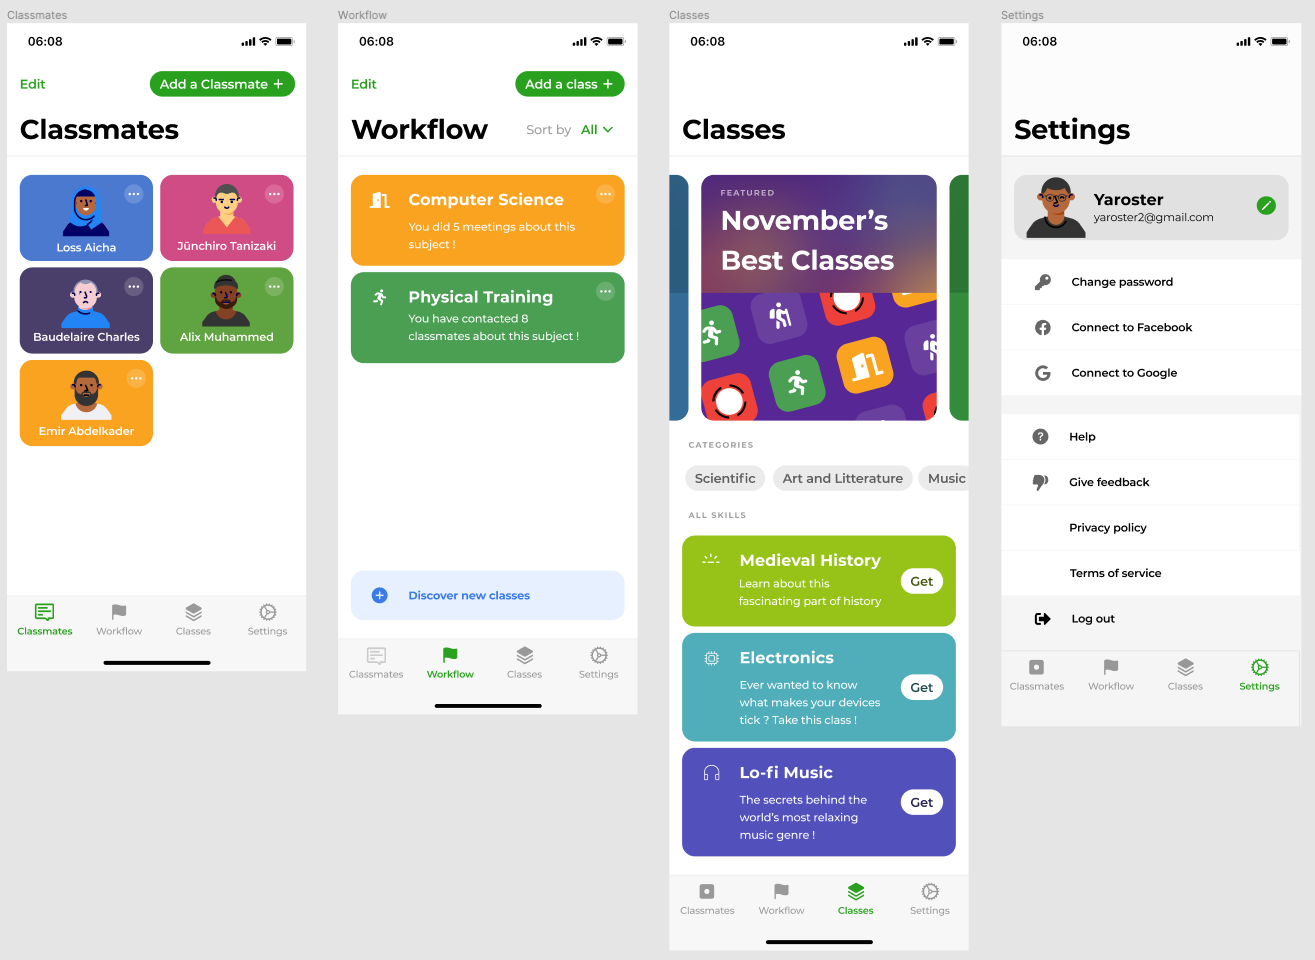 Classmates
06:08
Edit
Add a Classmate +
Classmates
Loss Aicha
Jūnchiro Tanizaki
Baudelaire Charles
Alix Muhammed
Emir Abdelkader
Classmates
Workflow
Classes
Settings
Workflow
06:08
Edit
Add a class +
Workflow
Sort by All
Computer Science
You did 5 meetings about this
subject !
Physical Training
You have contacted 8
classmates about this subject !
Discover new classes
Classmates
Workflow
Classes
Settings
Classes
06:08
Classes
FEATURED
November’s
Best Classes
CATEGORIES
Scientific
Art and Litterature
Music
ALL SKILLS
Medieval History
Learn about this
fascinating part of history
Get
Electronics
Ever wanted to know
what makes your devices
tick ? Take this class !
Get
Lo-fi Music
The secrets behind the
world’s most relaxing
music genre !
Get
Classmates
Workflow
Classes
Settings
Settings
06:08
Settings
Yaroster
yaroster2@gmail.com
Change password
Connect to Facebook
Connect to Google
Help
Give feedback
Privacy policy
Terms of service
Log out
Classmates
Workflow
Classes
Settings